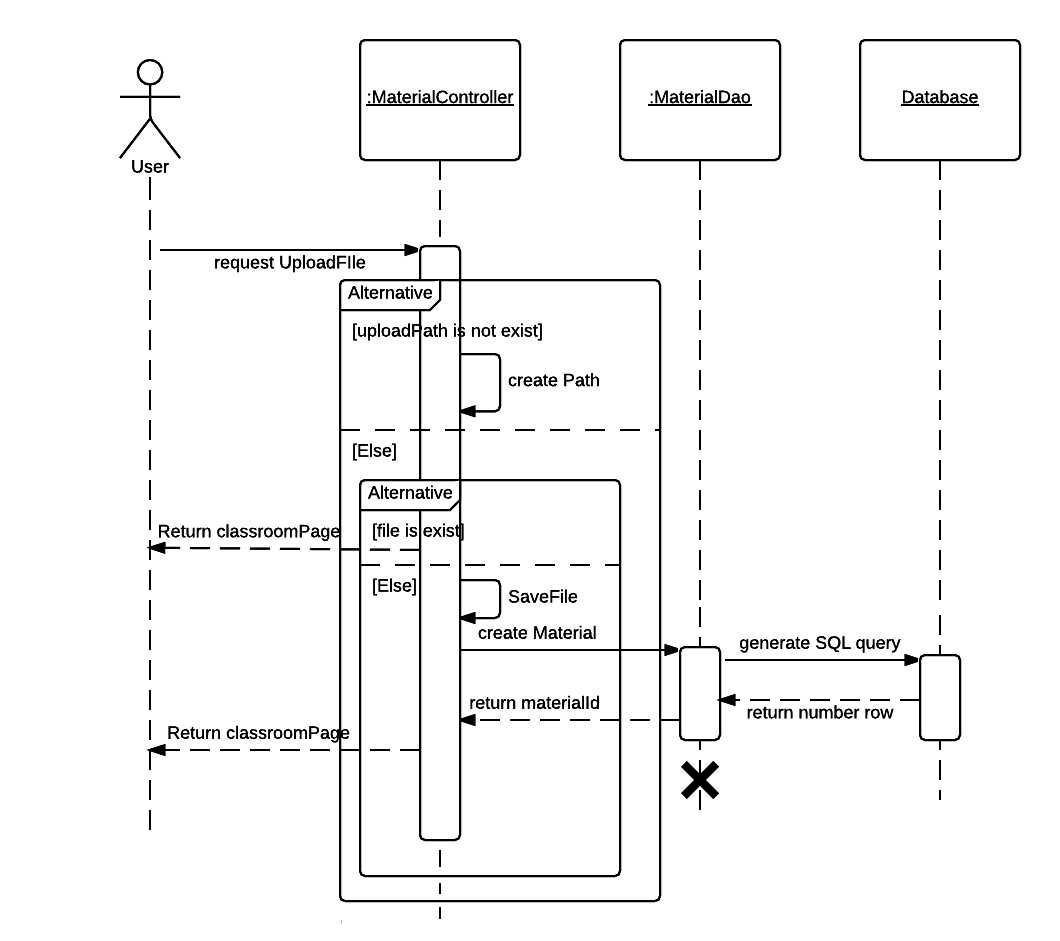 :MaterialController
:MaterialDao
Database
User
request UploadFIle
Alternative
[uploadPath is not exist]
create Path
[Else]
Alternative
Return classroomPage
[file is exist]
[Else]
SaveFile
create Material
generate SQL query
return materialId
return number row
Return classroomPage